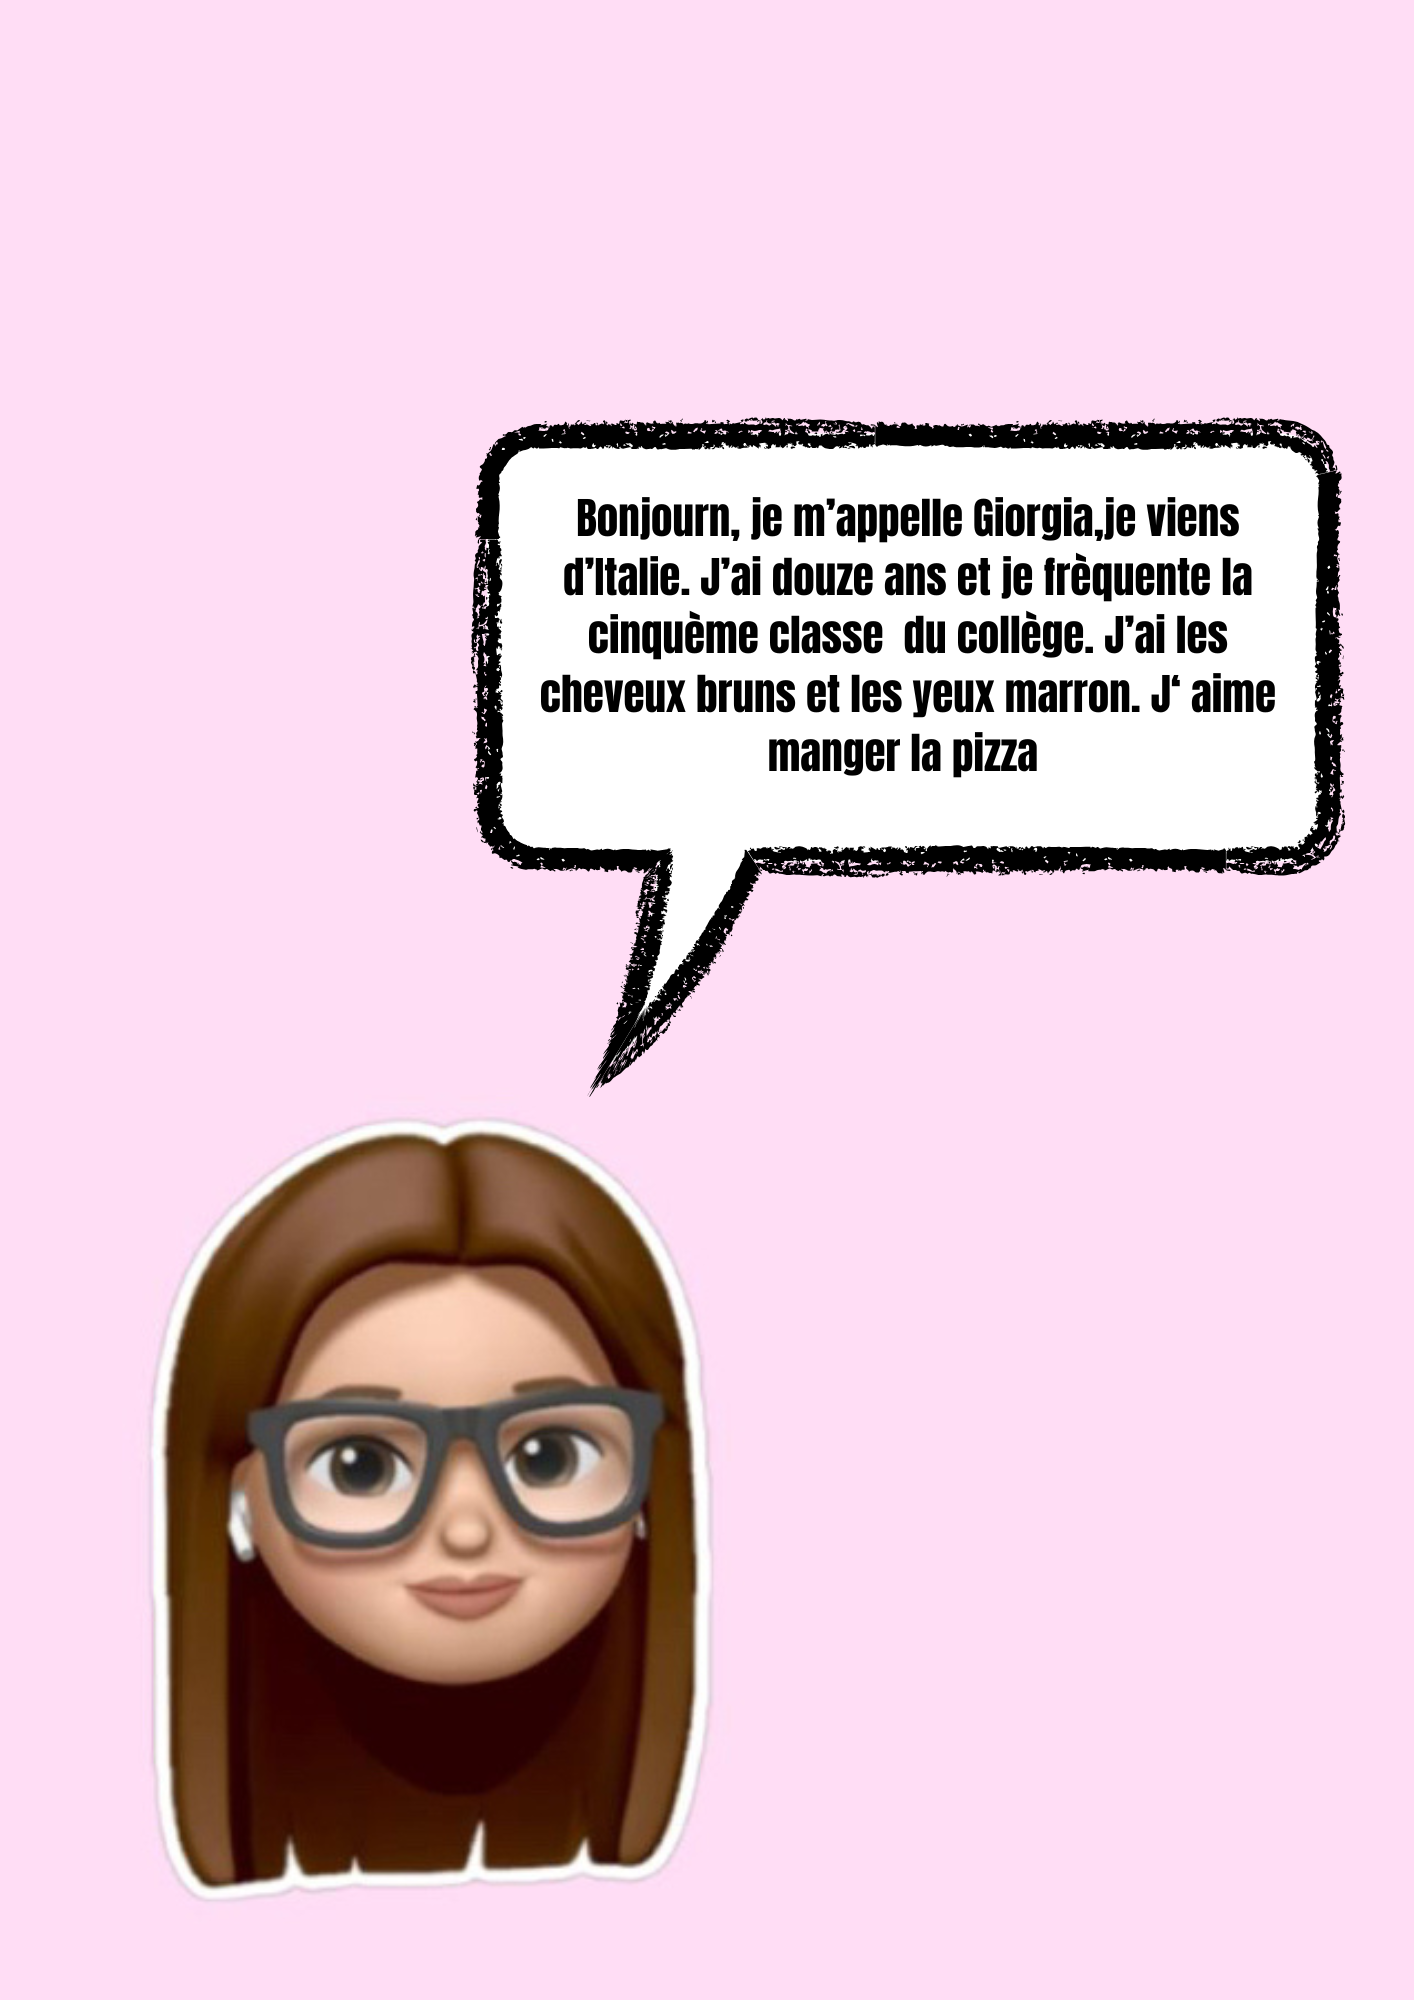 Bonjourn, je m’appelle Giorgia,je viens
d’Italie. J’ai douze ans et je frèquente la
cinquème classe  du collège. J’ai les
cheveux bruns et les yeux marron. J‘ aime
manger la pizza